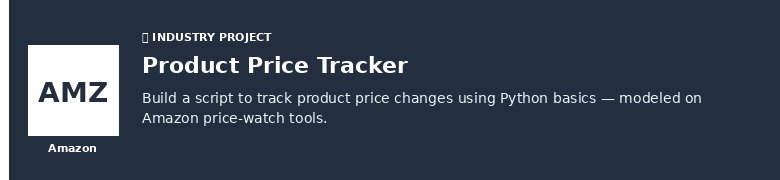 INDUSTRY PROJECT
AMZ
Product Price Tracker
Build a script to track product price changes using Python basics — modeled on
Amazon price-watch tools.
Amazon